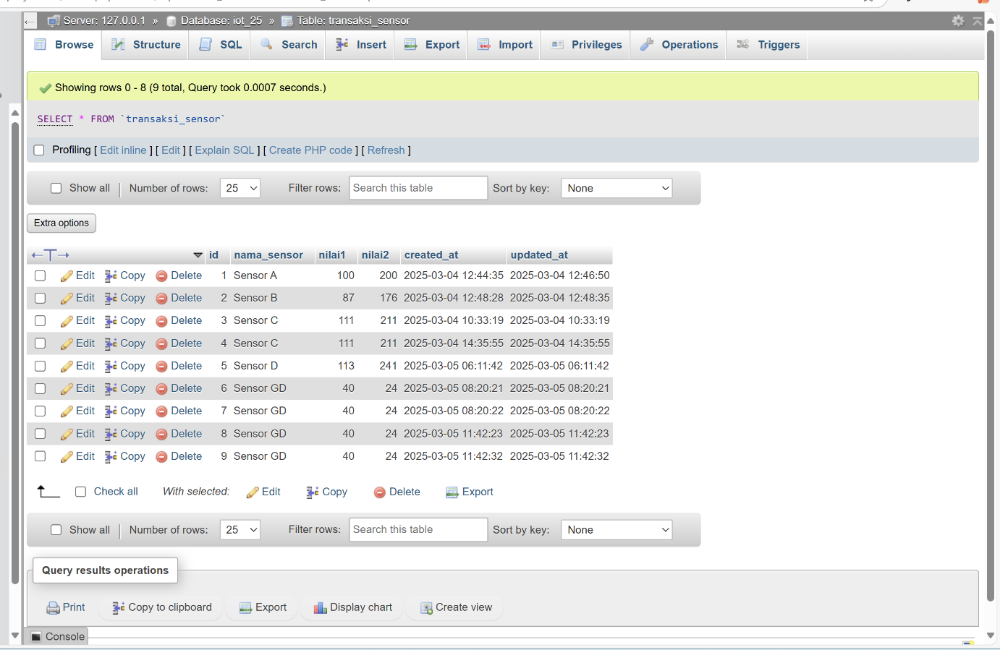 Server: 127.0.0.1 » Database: iot_25 » Table: transaksi_sensor
Browse Structure SQL Search Insert Export Import Privileges Operations Triggers
Showing rows 0 - 8 (9 total, Query took 0.0007 seconds.)
SELECT * FROM `transaksi_sensor`
Profiling [ Edit inline ] [ Edit ] [ Explain SQL ] [ Create PHP code ] [ Refresh ]
Show all | Number of rows: 25 Filter rows: Search this table Sort by key: None
Extra options
id nama_sensor nilai1 nilai2 created_at updated_at
Edit Copy Delete 1 Sensor A 100 200 2025-03-04 12:44:35 2025-03-04 12:46:50
Edit Copy Delete 2 Sensor B 87 176 2025-03-04 12:48:28 2025-03-04 12:48:35
Edit Copy Delete 3 Sensor C 111 211 2025-03-04 10:33:19 2025-03-04 10:33:19
Edit Copy Delete 4 Sensor C 111 211 2025-03-04 14:35:55 2025-03-04 14:35:55
Edit Copy Delete 5 Sensor D 113 241 2025-03-05 06:11:42 2025-03-05 06:11:42
Edit Copy Delete 6 Sensor GD 40 24 2025-03-05 08:20:21 2025-03-05 08:20:21
Edit Copy Delete 7 Sensor GD 40 24 2025-03-05 08:20:22 2025-03-05 08:20:22
Edit Copy Delete 8 Sensor GD 40 24 2025-03-05 11:42:23 2025-03-05 11:42:23
Edit Copy Delete 9 Sensor GD 40 24 2025-03-05 11:42:32 2025-03-05 11:42:32
Check all With selected: Edit Copy Delete Export
Show all | Number of rows: 25 Filter rows: Search this table Sort by key: None
Query results operations
Print Copy to clipboard Export Display chart Create view
Console